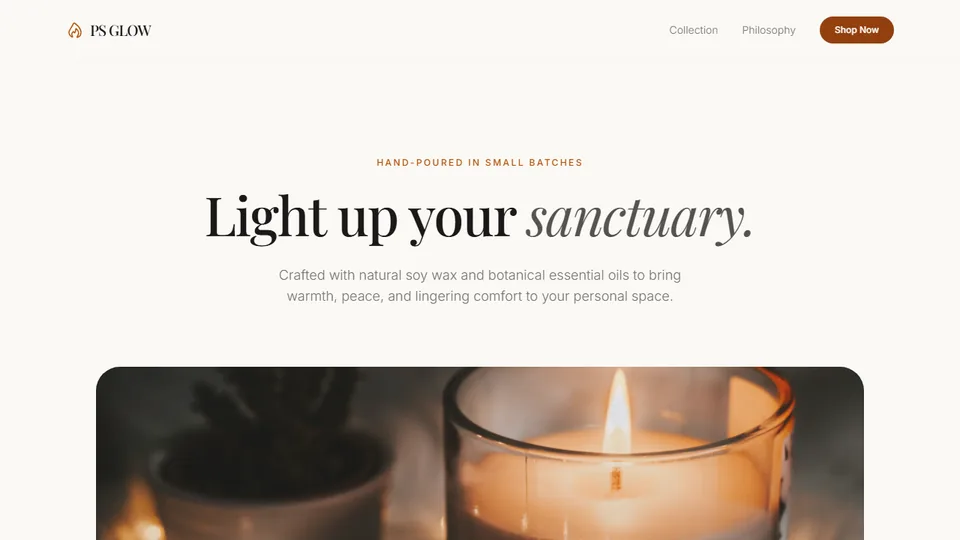 PS GLOW
Collection
Philosophy
Shop Now
HAND-POURED IN SMALL BATCHES
Light up your sanctuary.
Crafted with natural soy wax and botanical essential oils to bring
warmth, peace, and lingering comfort to your personal space.